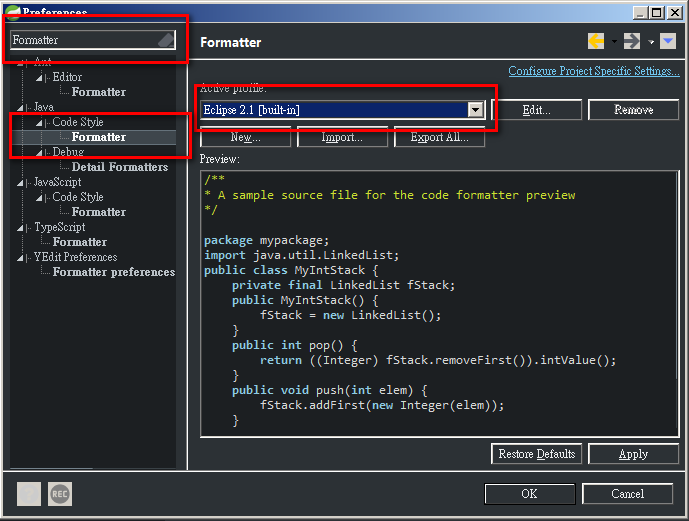 Preferences
Formatter
Ant
Editor
Formatter
Java
Code Style
Formatter
Debug
Detail Formatters
JavaScript
Code Style
Formatter
TypeScript
Formatter
YEdit Preferences
Formatter preferences
Formatter
Configure Project Specific Settings...
Active profile:
Eclipse 2.1 [built-in]
Edit...
Remove
New...
Import...
Export All...
Preview:
/**
* A sample source file for the code formatter preview
*/
package mypackage;
import java.util.LinkedList;
public class MyIntStack {
private final LinkedList fStack;
public MyIntStack() {
fStack = new LinkedList();
}
public int pop() {
return ((Integer) fStack.removeFirst()).intValue();
}
public void push(int elem) {
fStack.addFirst(new Integer(elem));
}
Restore Defaults
Apply
REC
OK
Cancel